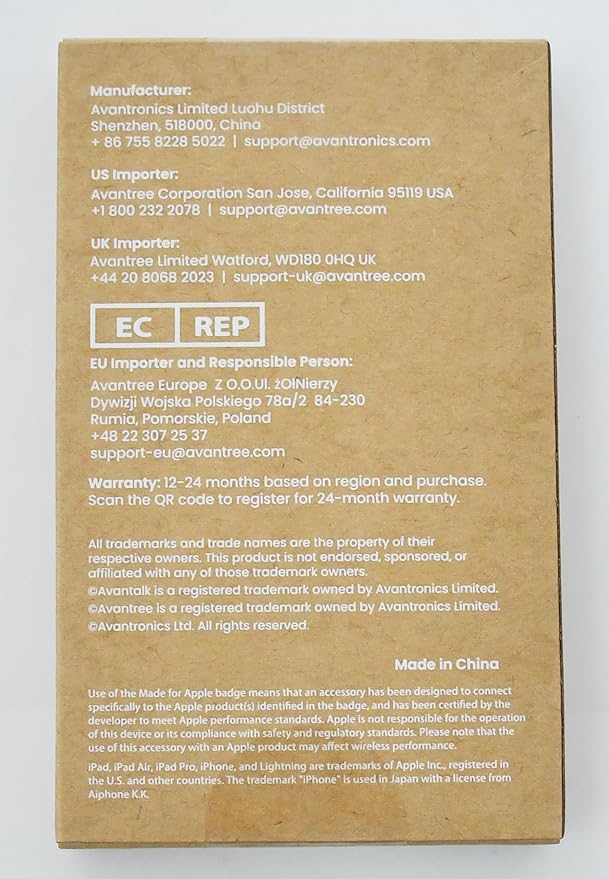 Manufacturer:
Avantronics Limited Luohu District
Shenzhen, 518000, China
+ 86 755 8228 5022 | support@avantronics.com
US Importer:
Avantree Corporation San Jose, California 95119 USA
+1 800 232 2078 | support@avantree.com
UK Importer:
Avantree Limited Watford, WD180 0HQ UK
+44 20 8068 2023 | support-uk@avantree.com
EC REP
EU Importer and Responsible Person:
Avantree Europe Z O.O.Ul. żOlNierzy
Dywizji Wojska Polskiego 78a/2 84-230
Rumia, Pomorskie, Poland
+48 22 307 25 37
support-eu@avantree.com
Warranty: 12-24 months based on region and purchase.
Scan the QR code to register for 24-month warranty.
All trademarks and trade names are the property of their
respective owners. This product is not endorsed, sponsored, or
affiliated with any of those trademark owners.
©Avantalk is a registered trademark owned by Avantronics Limited.
©Avantree is a registered trademark owned by Avantronics Limited.
©Avantronics Ltd. All rights reserved.
Made in China
Use of the Made for Apple badge means that an accessory has been designed to connect
specifically to the Apple product(s) identified in the badge, and has been certified by the
developer to meet Apple performance standards. Apple is not responsible for the operation
of this device or its compliance with safety and regulatory standards. Please note that the
use of this accessory with an Apple product may affect wireless performance.
iPad, iPad Air, iPad Pro, iPhone, and Lightning are trademarks of Apple Inc., registered in
the U.S. and other countries. The trademark "iPhone" is used in Japan with a license from
Aiphone K.K.